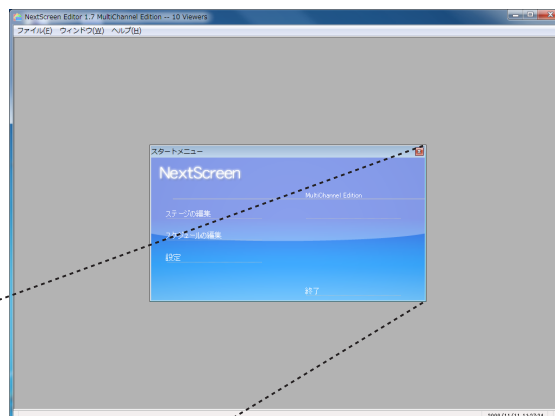 NextScreen Editor 1.7 MultiChannel Edition -- 10 Viewers
ファイル(F) ウィンドウ(W) ヘルプ(H)
スタートメニュー
NextScreen
MultiChannel Edition
ステージの編集
スケジュールの編集
設定
終了